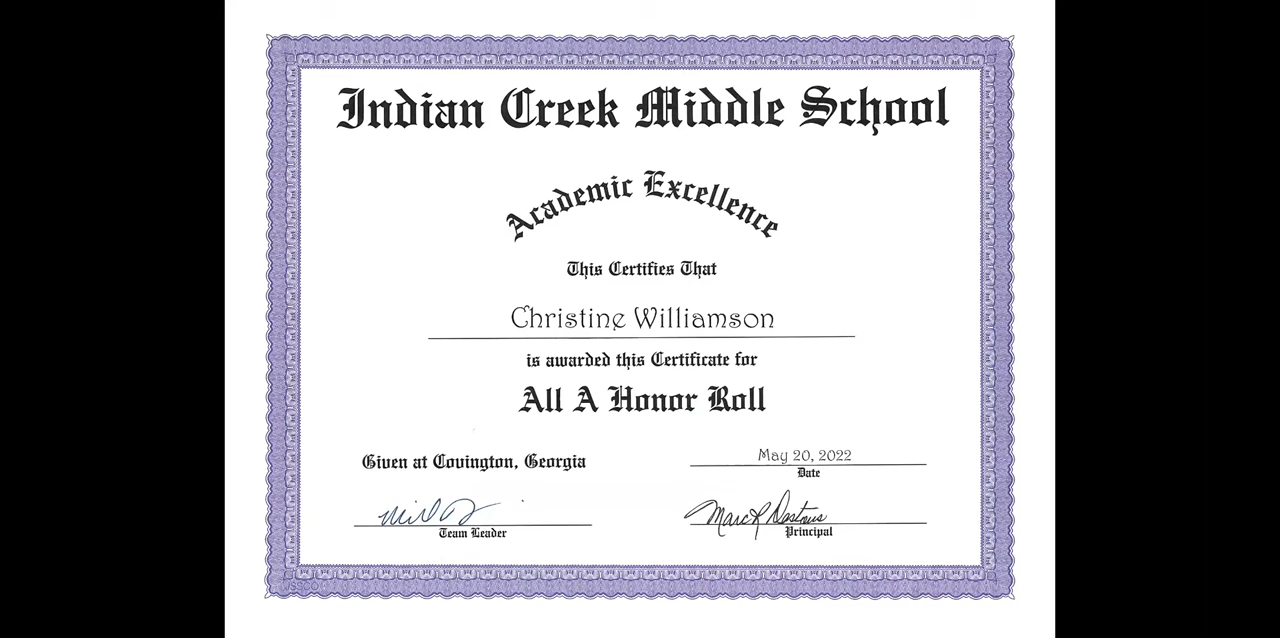 Indian Creek Middle School
Academic Excellence
This Certifies That
Christine Williamson
is awarded this Certificate for
All A Honor Roll
Given at Covington, Georgia
May 20, 2022
Date
Team Leader
Principal